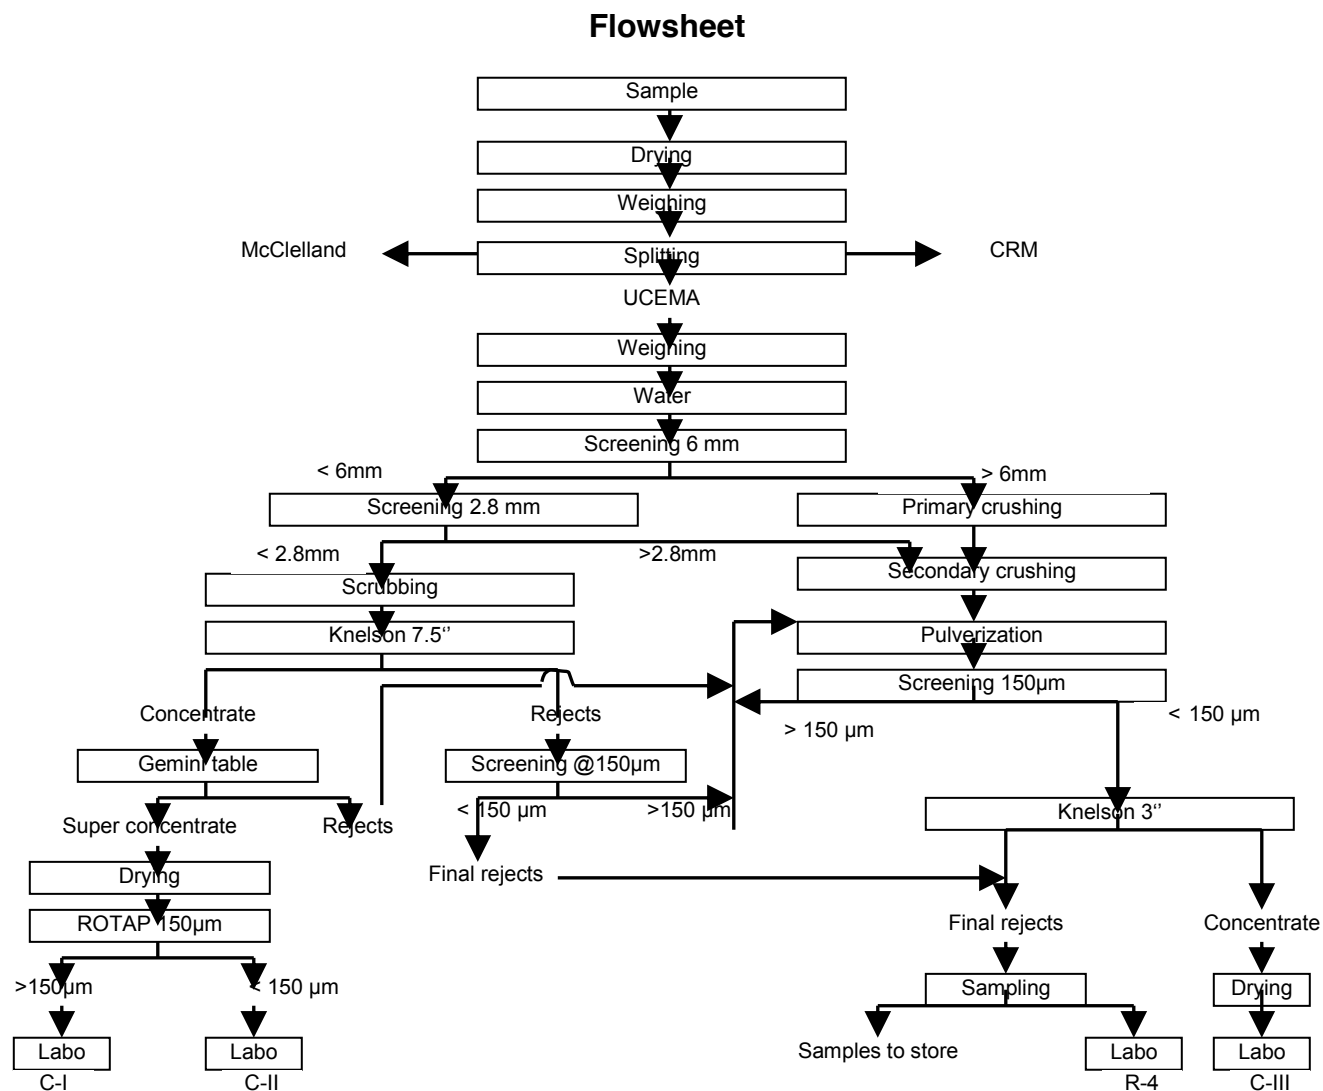 Flowsheet
Sample
Drying
Weighing
McClelland
Splitting
CRM
UCEMA
Weighing
Water
Screening 6 mm
< 6mm
> 6mm
Screening 2.8 mm
Primary crushing
< 2.8mm
>2.8mm
Secondary crushing
Scrubbing
Knelson 7.5‘’
Pulverization
Screening 150µm
Concentrate
Rejects
> 150 µm
< 150 µm
Gemini table
Screening @150µm
< 150 µm
>150 µm
Knelson 3‘’
Super concentrate
Rejects
Drying
Final rejects
ROTAP 150µm
Final rejects
Concentrate
>150µm
< 150 µm
Sampling
Drying
Labo
Labo
Samples to store
Labo
Labo
C-I
C-II
R-4
C-III